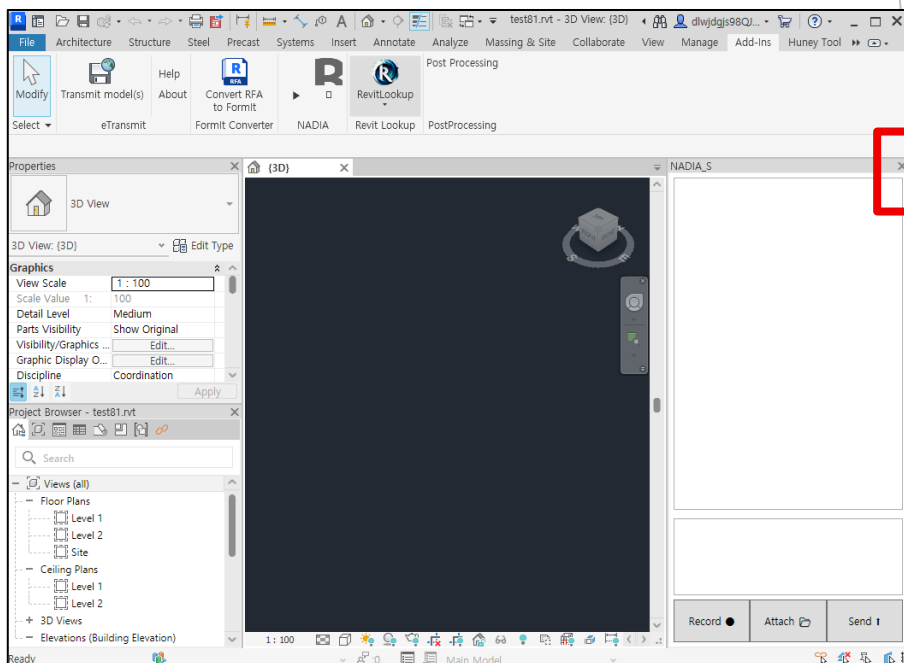 test81.rvt - 3D View: {3D}
dlwjdgjs98QJ...
File Architecture Structure Steel Precast Systems Insert Annotate Analyze Massing & Site Collaborate View Manage Add-Ins Huney Tool
Modify
Transmit model(s)
Help
About
RFA
Convert RFA
to FormIt
RevitLookup
Post Processing
Select
eTransmit
FormIt Converter
NADIA
Revit Lookup
PostProcessing
Properties
{3D}
NADIA_S
3D View
3D View: {3D}
Edit Type
Graphics
View Scale 1 : 100
Scale Value 1: 100
Detail Level Medium
Parts Visibility Show Original
Visibility/Graphics ... Edit...
Graphic Display O... Edit...
Discipline Coordination
Apply
Project Browser - test81.rvt
Search
Views (all)
Floor Plans
Level 1
Level 2
Site
Ceiling Plans
Level 1
Level 2
3D Views
Elevations (Building Elevation)
1 : 100
Record
Attach
Send
Ready
:0
Main Model